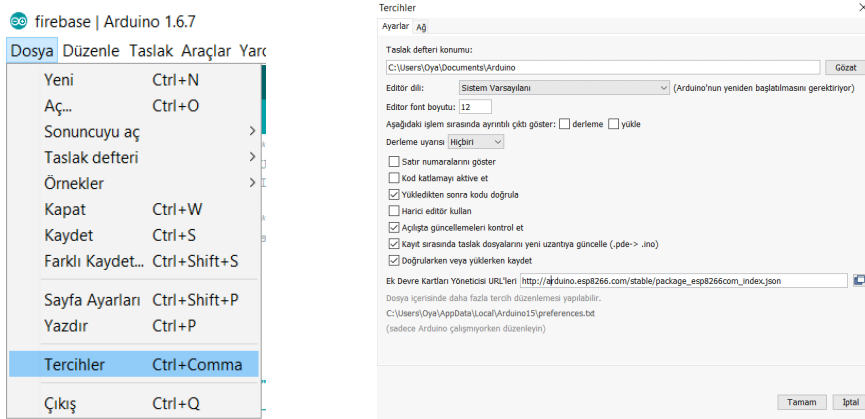 firebase | Arduino 1.6.7
Dosya Düzenle Taslak Araçlar
Yeni Ctrl+N
Aç... Ctrl+O
Sonuncuyu aç >
Taslak defteri >
Örnekler >
Kapat Ctrl+W
Kaydet Ctrl+S
Farklı Kaydet... Ctrl+Shift+S
Sayfa Ayarları Ctrl+Shift+P
Yazdır Ctrl+P
Tercihler Ctrl+Comma
Çıkış Ctrl+Q
Tercihler
Ayarlar Ağ
Taslak defteri konumu:
C:\Users\Oya\Documents\Arduino Gözat
Editör dili: Sistem Varsayılanı (Arduino'nun yeniden başlatılmasını gerektiriyor)
Editor font boyutu: 12
Aşağıdaki işlem sırasında ayrıntılı çıktı göster: derleme yükle
Derleme uyarısı Hiçbiri
Satır numaralarını göster
Kod katlamayı aktive et
Yükledikten sonra kodu doğrula
Harici editör kullan
Açılışta güncellemeleri kontrol et
Kayıt sırasında taslak dosyalarını yeni uzantıya güncelle (.pde-> .ino)
Doğrularken veya yüklerken kaydet
Ek Devre Kartları Yöneticisi URL'leri http://arduino.esp8266.com/stable/package_esp8266com_index.json
Dosya içerisinde daha fazla tercih düzenlemesi yapılabilir.
C:\Users\Oya\AppData\Local\Arduino15\preferences.txt
(sadece Arduino çalışmıyorken düzenleyin)
Tamam İptal